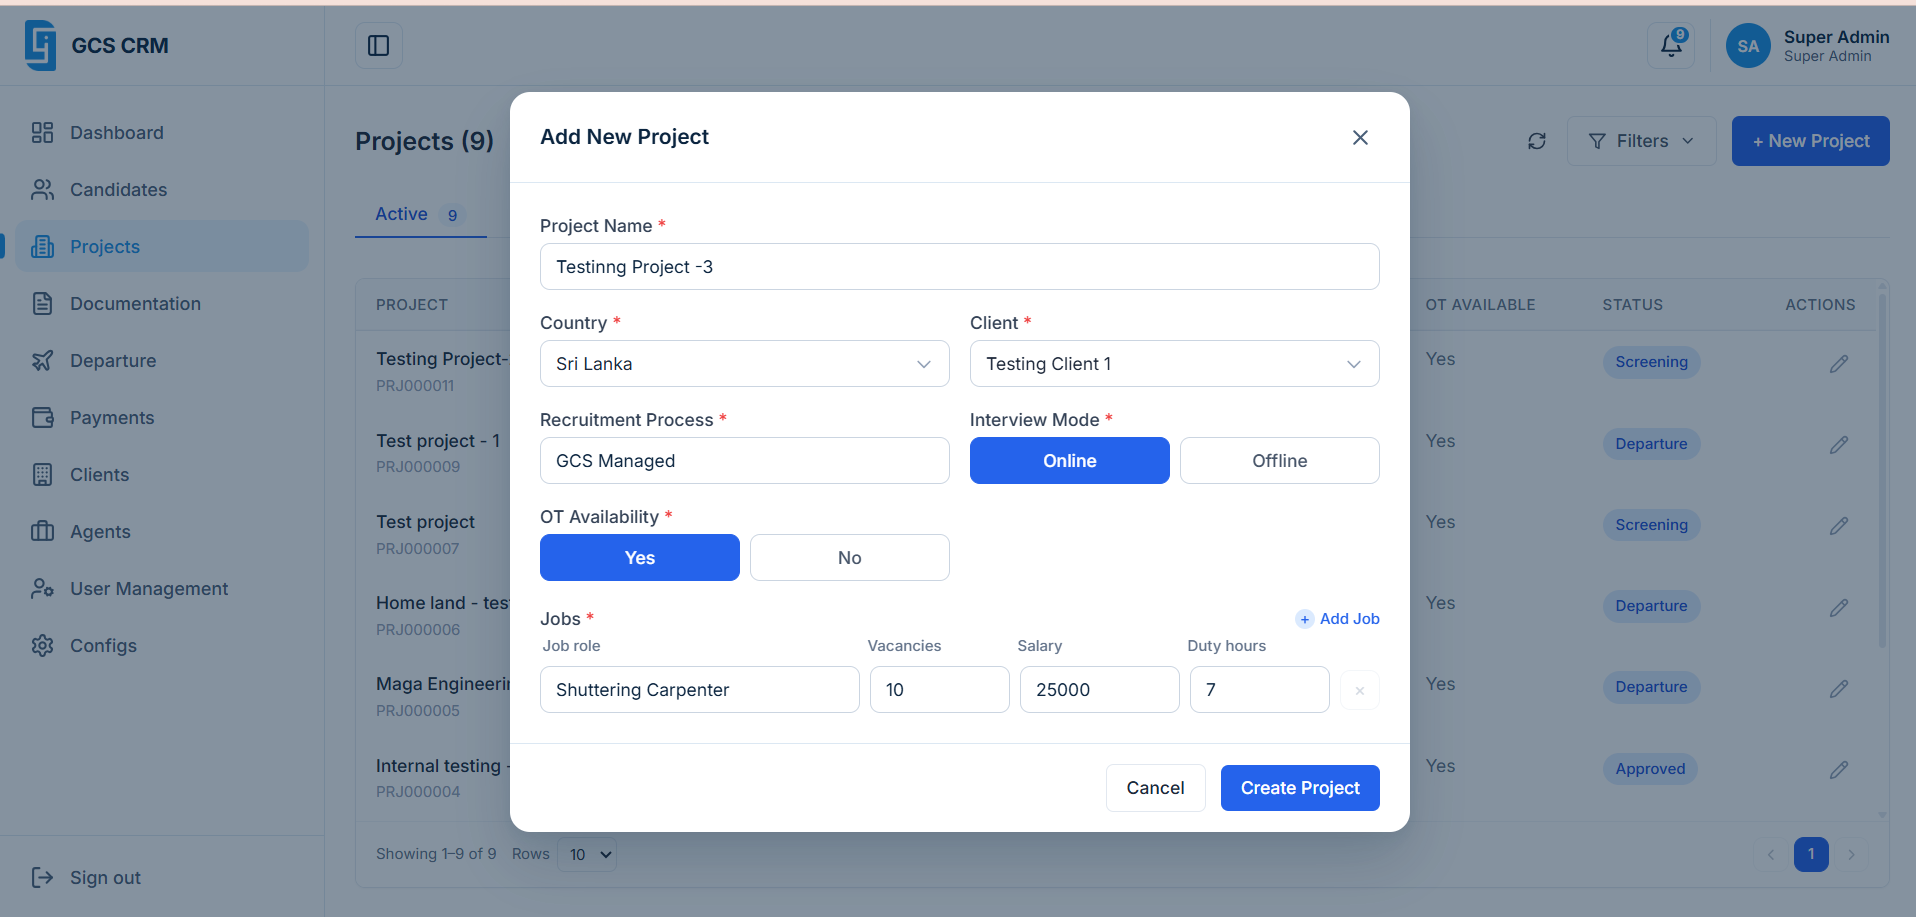 GCS CRM
9
SA
Super Admin
Super Admin
Dashboard
Candidates
Projects
Documentation
Departure
Payments
Clients
Agents
User Management
Configs
Sign out
Projects (9)
Filters
+ New Project
Active 9
PROJECT
OT AVAILABLE
STATUS
ACTIONS
Testing Project-
PRJ000011
Yes
Screening
Test project - 1
PRJ000009
Yes
Departure
Test project
PRJ000007
Yes
Screening
Home land - tes
PRJ000006
Yes
Departure
Maga Engineerin
PRJ000005
Yes
Departure
Internal testing -
PRJ000004
Yes
Approved
Showing 1–9 of 9 Rows 10
1
Add New Project
Project Name *
Testinng Project -3
Country *
Client *
Sri Lanka
Testing Client 1
Recruitment Process *
Interview Mode *
GCS Managed
Online
Offline
OT Availability *
Yes
No
Jobs *
+ Add Job
Job role
Vacancies
Salary
Duty hours
Shuttering Carpenter
10
25000
7
×
Cancel
Create Project